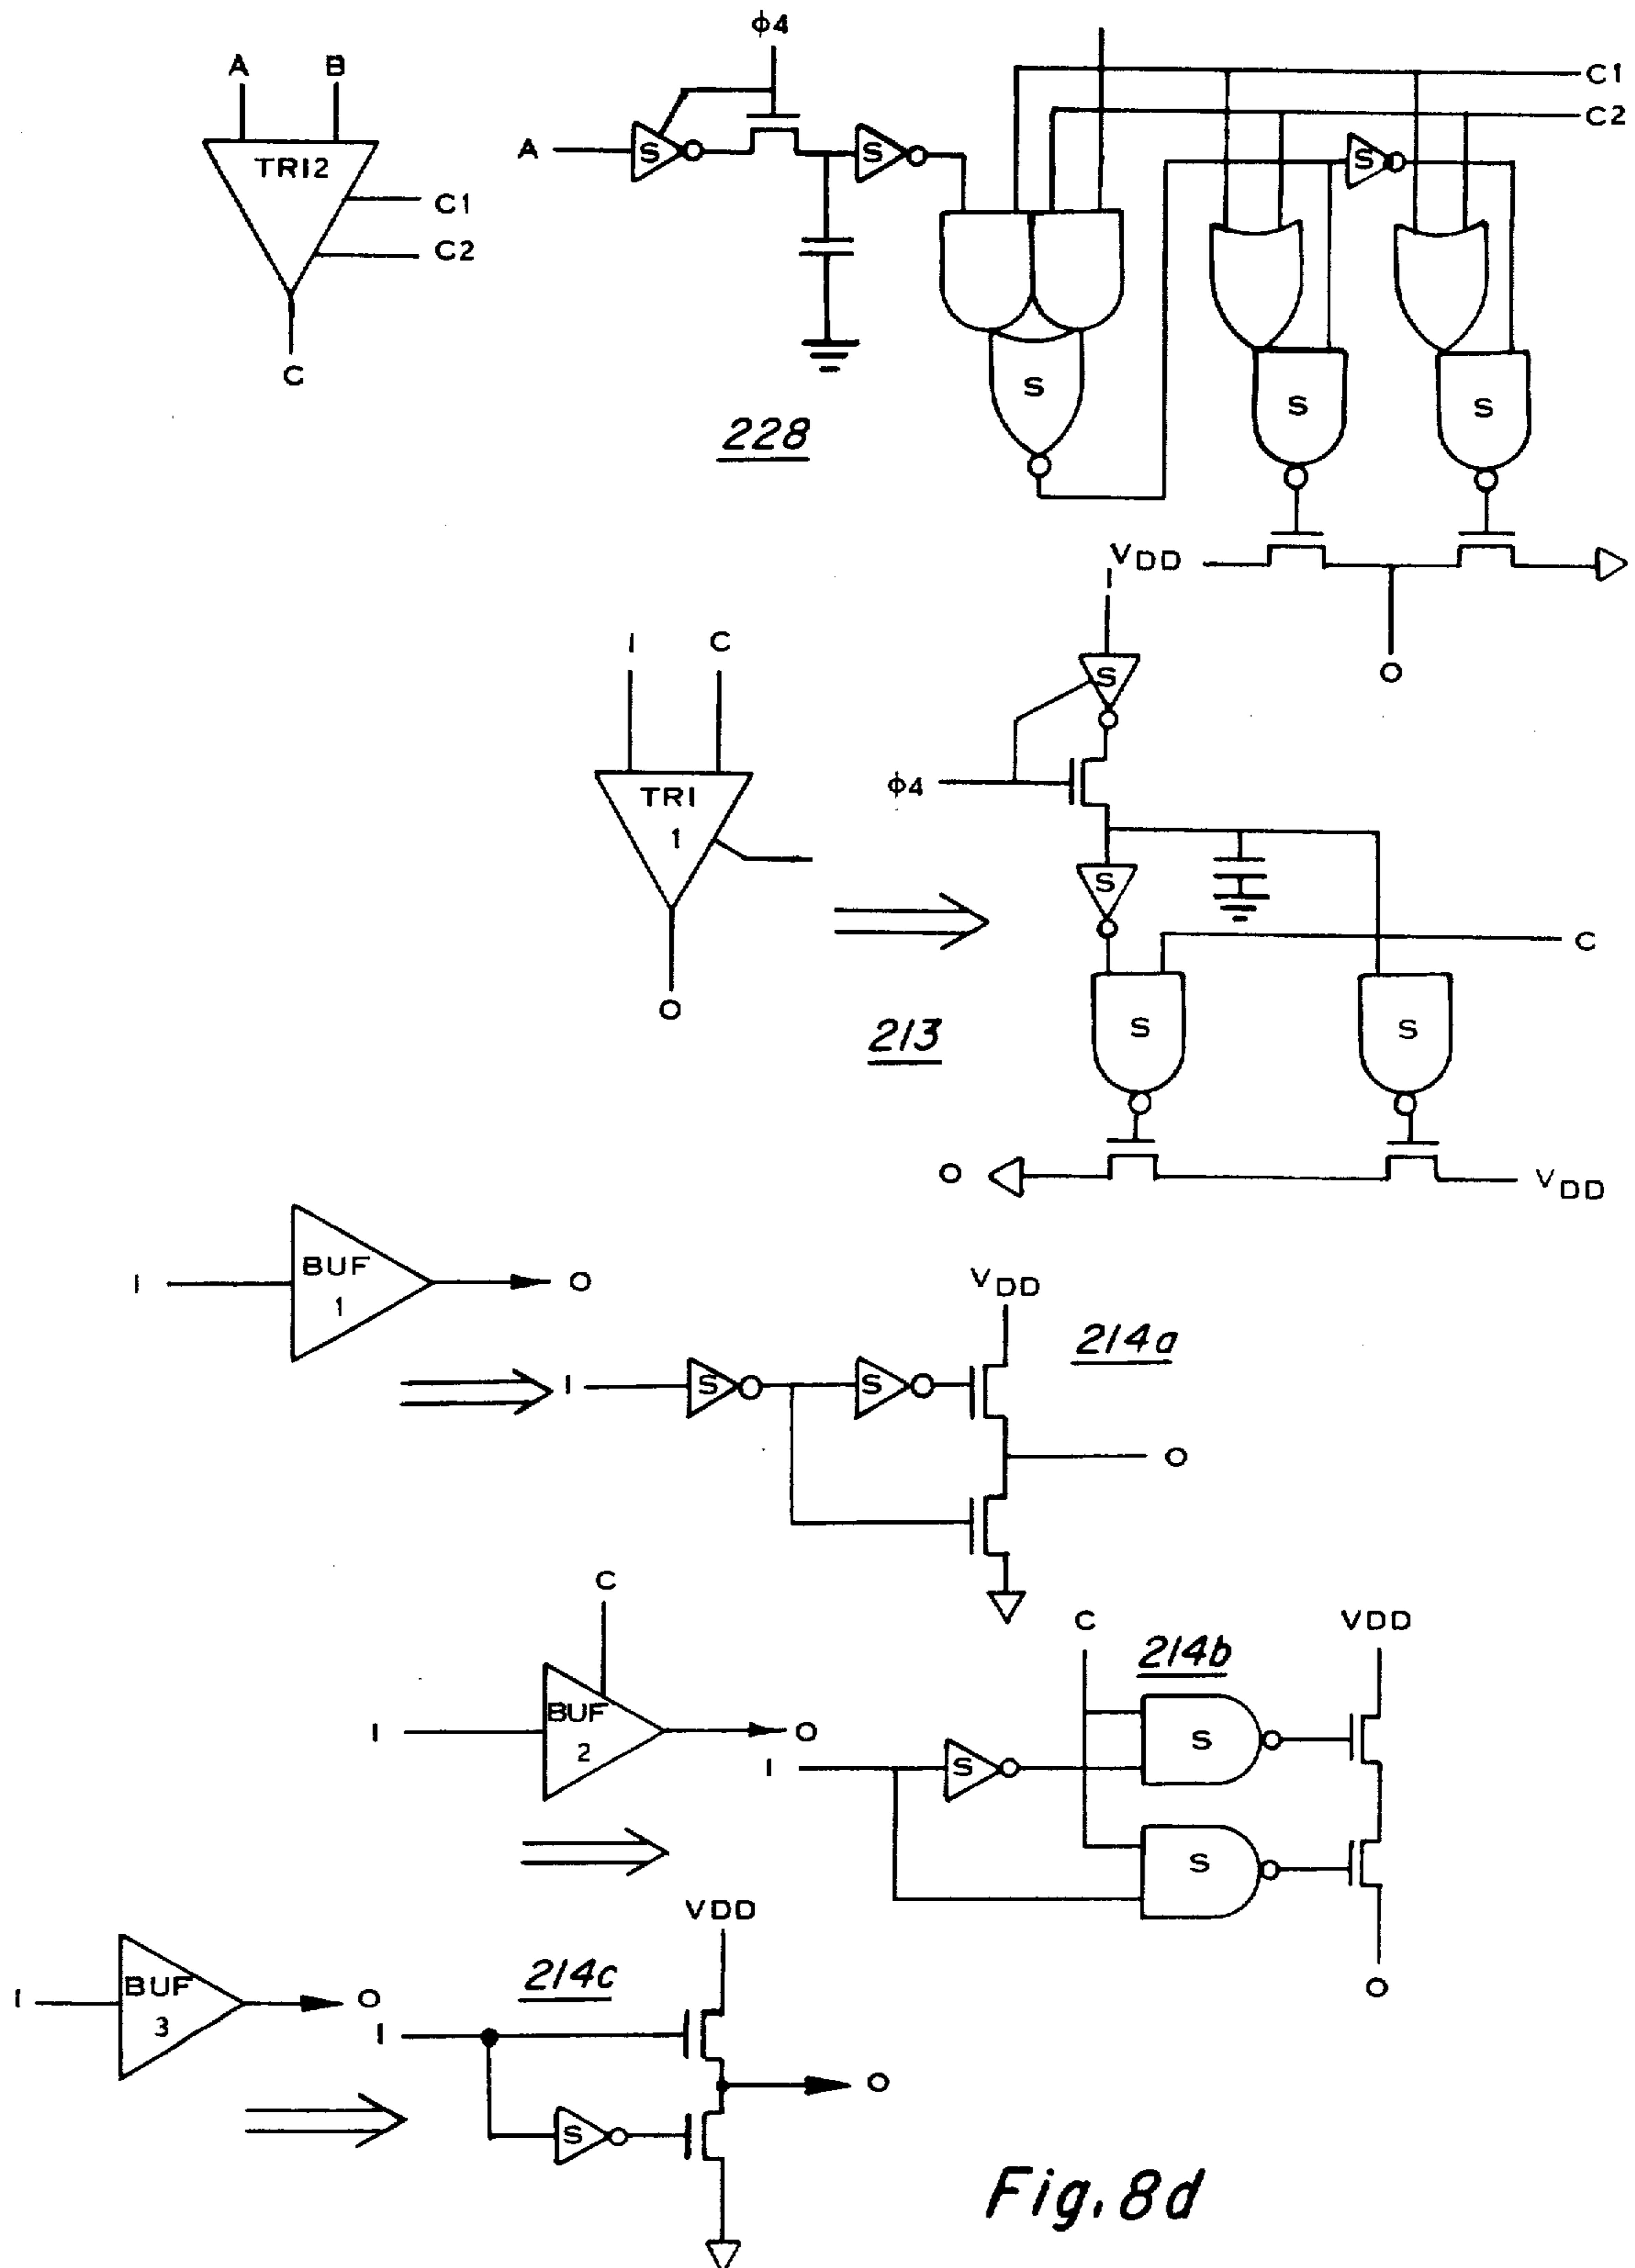 A B
TRI2
C1
C2
C
228
φ4
A
S
S
S
S
S
S
C1
C2
VDD
O
I C
TRI
1
O
I
S
φ4
S
C
S
S
213
O
VDD
I
BUF
1
O
I
S
S
VDD
214a
O
C
I
BUF
2
O
C
214b
VDD
I
S
S
S
O
I
BUF
3
O
VDD
214c
I
S
O
Fig. 8d